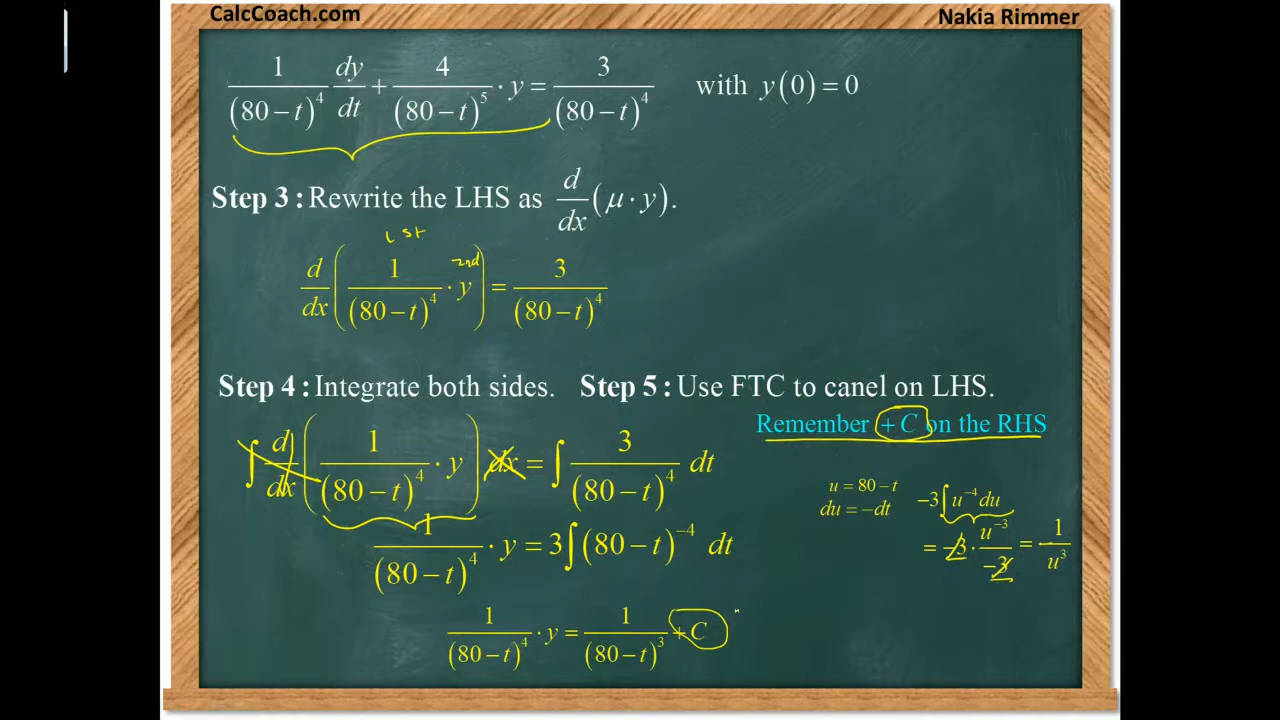 CalcCoach.com
Nakia Rimmer
1/(80 − t)^4 dy/dt + 4/(80 − t)^5 · y = 3/(80 − t)^4 with y(0) = 0
Step 3 : Rewrite the LHS as d/dx (μ · y).
1st
2nd
d/dx (1/(80 − t)^4 · y) = 3/(80 − t)^4
Step 4 : Integrate both sides. Step 5 : Use FTC to canel on LHS.
Remember + C on the RHS
∫ d/dx (1/(80 − t)^4 · y) dx = ∫ 3/(80 − t)^4 dt
u = 80 − t
du = −dt
−3∫u^−4 du
= −3 · u^−3/−3 = 1/u^3
1/(80 − t)^4 · y = 3∫(80 − t)^−4 dt
1/(80 − t)^4 · y = 1/(80 − t)^3 + C